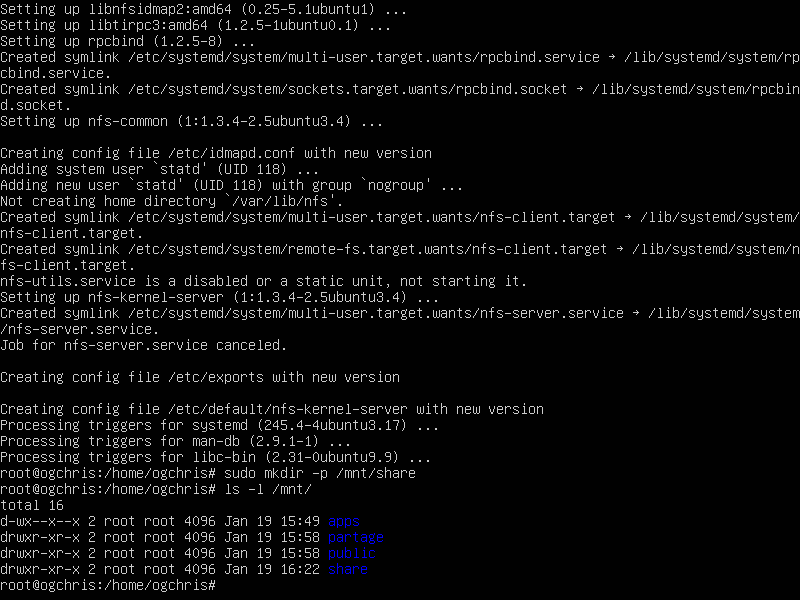 Setting up libnfsidmap2:amd64 (0.25-5.1ubuntu1) ...
Setting up libtirpc3:amd64 (1.2.5-1ubuntu0.1) ...
Setting up rpcbind (1.2.5-8) ...
Created symlink /etc/systemd/system/multi-user.target.wants/rpcbind.service → /lib/systemd/system/rp
cbind.service.
Created symlink /etc/systemd/system/sockets.target.wants/rpcbind.socket → /lib/systemd/system/rpcbin
d.socket.
Setting up nfs-common (1:1.3.4-2.5ubuntu3.4) ...
Creating config file /etc/idmapd.conf with new version
Adding system user `statd' (UID 118) ...
Adding new user `statd' (UID 118) with group `nogroup' ...
Not creating home directory `/var/lib/nfs'.
Created symlink /etc/systemd/system/multi-user.target.wants/nfs-client.target → /lib/systemd/system/
nfs-client.target.
Created symlink /etc/systemd/system/remote-fs.target.wants/nfs-client.target → /lib/systemd/system/n
fs-client.target.
nfs-utils.service is a disabled or a static unit, not starting it.
Setting up nfs-kernel-server (1:1.3.4-2.5ubuntu3.4) ...
Created symlink /etc/systemd/system/multi-user.target.wants/nfs-server.service → /lib/systemd/system
/nfs-server.service.
Job for nfs-server.service canceled.
Creating config file /etc/exports with new version
Creating config file /etc/default/nfs-kernel-server with new version
Processing triggers for systemd (245.4-4ubuntu3.17) ...
Processing triggers for man-db (2.9.1-1) ...
Processing triggers for libc-bin (2.31-0ubuntu9.9) ...
root@ogchris:/home/ogchris# sudo mkdir -p /mnt/share
root@ogchris:/home/ogchris# ls -l /mnt/
total 16
d-wx--x--x 2 root root 4096 Jan 19 15:49 apps
drwxr-xr-x 2 root root 4096 Jan 19 15:58 partage
drwxr-xr-x 2 root root 4096 Jan 19 15:58 public
drwxr-xr-x 2 root root 4096 Jan 19 16:22 share
root@ogchris:/home/ogchris#